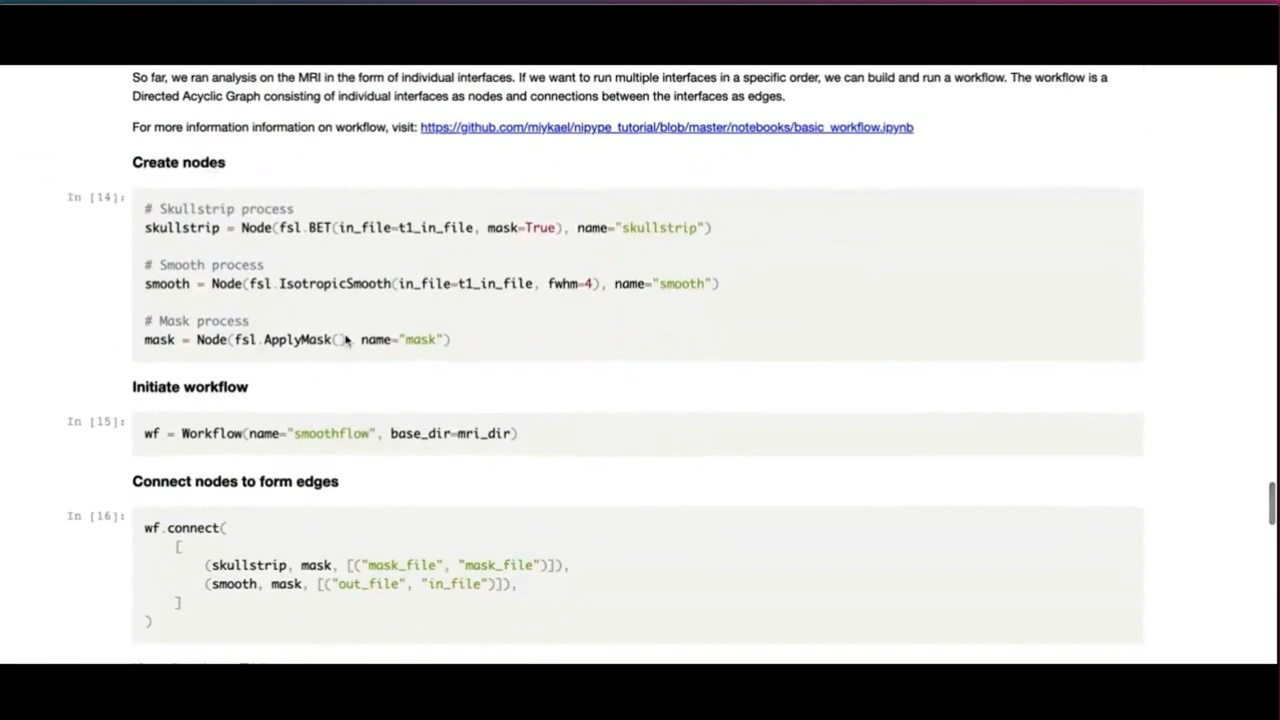 So far, we ran analysis on the MRI in the form of individual interfaces. If we want to run multiple interfaces in a specific order, we can build and run a workflow. The workflow is a
Directed Acyclic Graph consisting of individual interfaces as nodes and connections between the interfaces as edges.
For more information information on workflow, visit: https://github.com/miykael/nipype_tutorial/blob/master/notebooks/basic_workflow.ipynb
Create nodes
In [14]:
# Skullstrip process
skullstrip = Node(fsl.BET(in_file=t1_in_file, mask=True), name="skullstrip")
# Smooth process
smooth = Node(fsl.IsotropicSmooth(in_file=t1_in_file, fwhm=4), name="smooth")
# Mask process
mask = Node(fsl.ApplyMask(), name="mask")
Initiate workflow
In [15]:
wf = Workflow(name="smoothflow", base_dir=mri_dir)
Connect nodes to form edges
In [16]:
wf.connect(
[
(skullstrip, mask, [("mask_file", "mask_file")]),
(smooth, mask, [("out_file", "in_file")]),
]
)